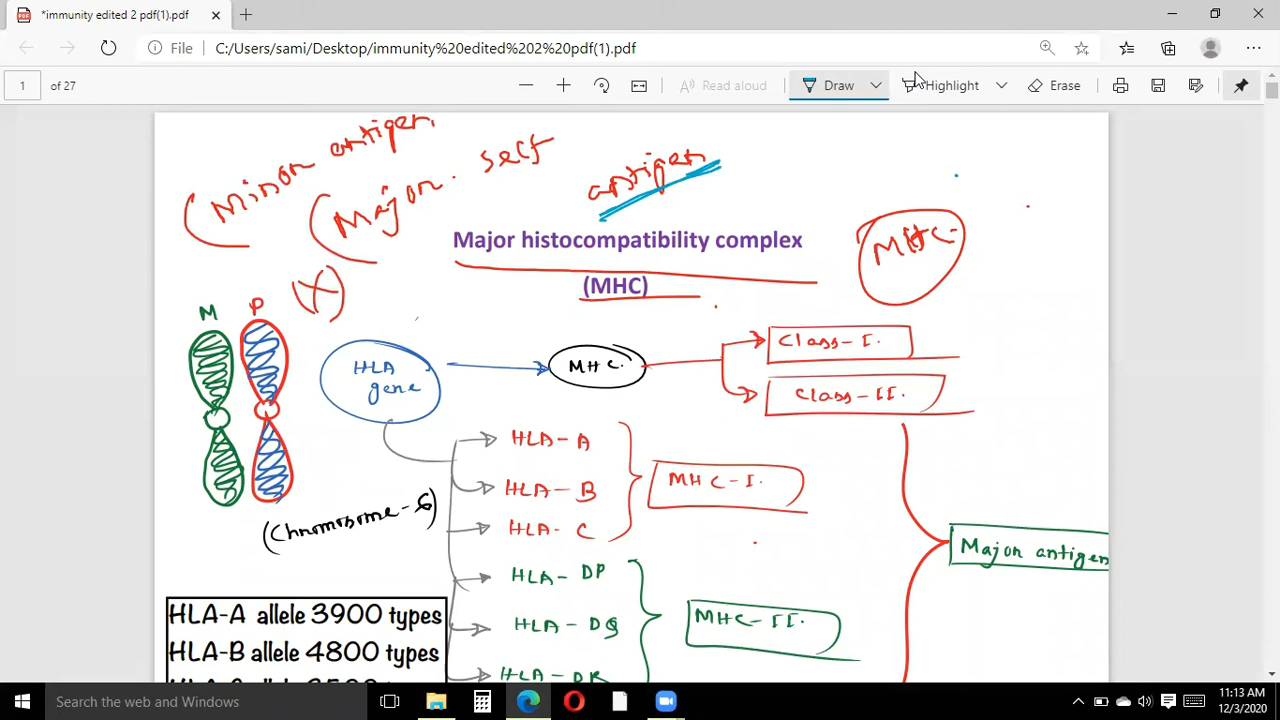 *immunity edited 2 pdf(1).pdf
File
C:/Users/sami/Desktop/immunity%20edited%202%20pdf(1).pdf
1 of 27
Read aloud
Draw
Highlight
Erase
Minor antigen.
Major. self
antigen
Major histocompatibility complex
(MHC)
MHC
M P
HLA
gene
MHC.
Class-I.
Class-II.
HLA-A
HLA-B
HLA-C
MHC-I.
(Chromosome-6)
Major antigen
HLA-DP
HLA-DQ
HLA-DR
MHC-II.
HLA-A allele 3900 types
HLA-B allele 4800 types
Search the web and Windows
11:13 AM
12/3/2020